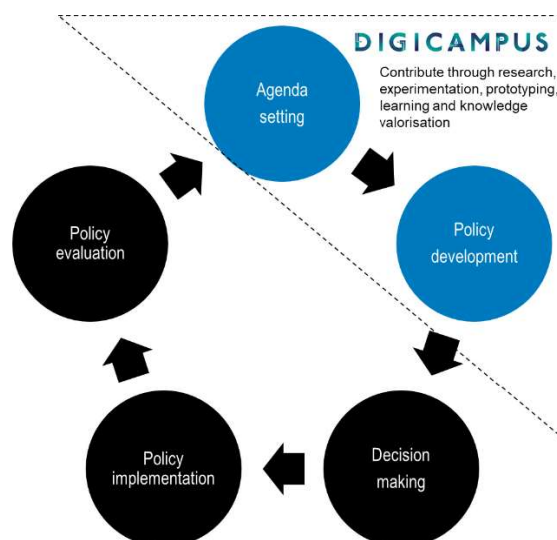 DIGICAMPUS
Contribute through research,
experimentation, prototyping,
learning and knowledge
valorisation
Agenda
setting
Policy
development
Decision
making
Policy
implementation
Policy
evaluation